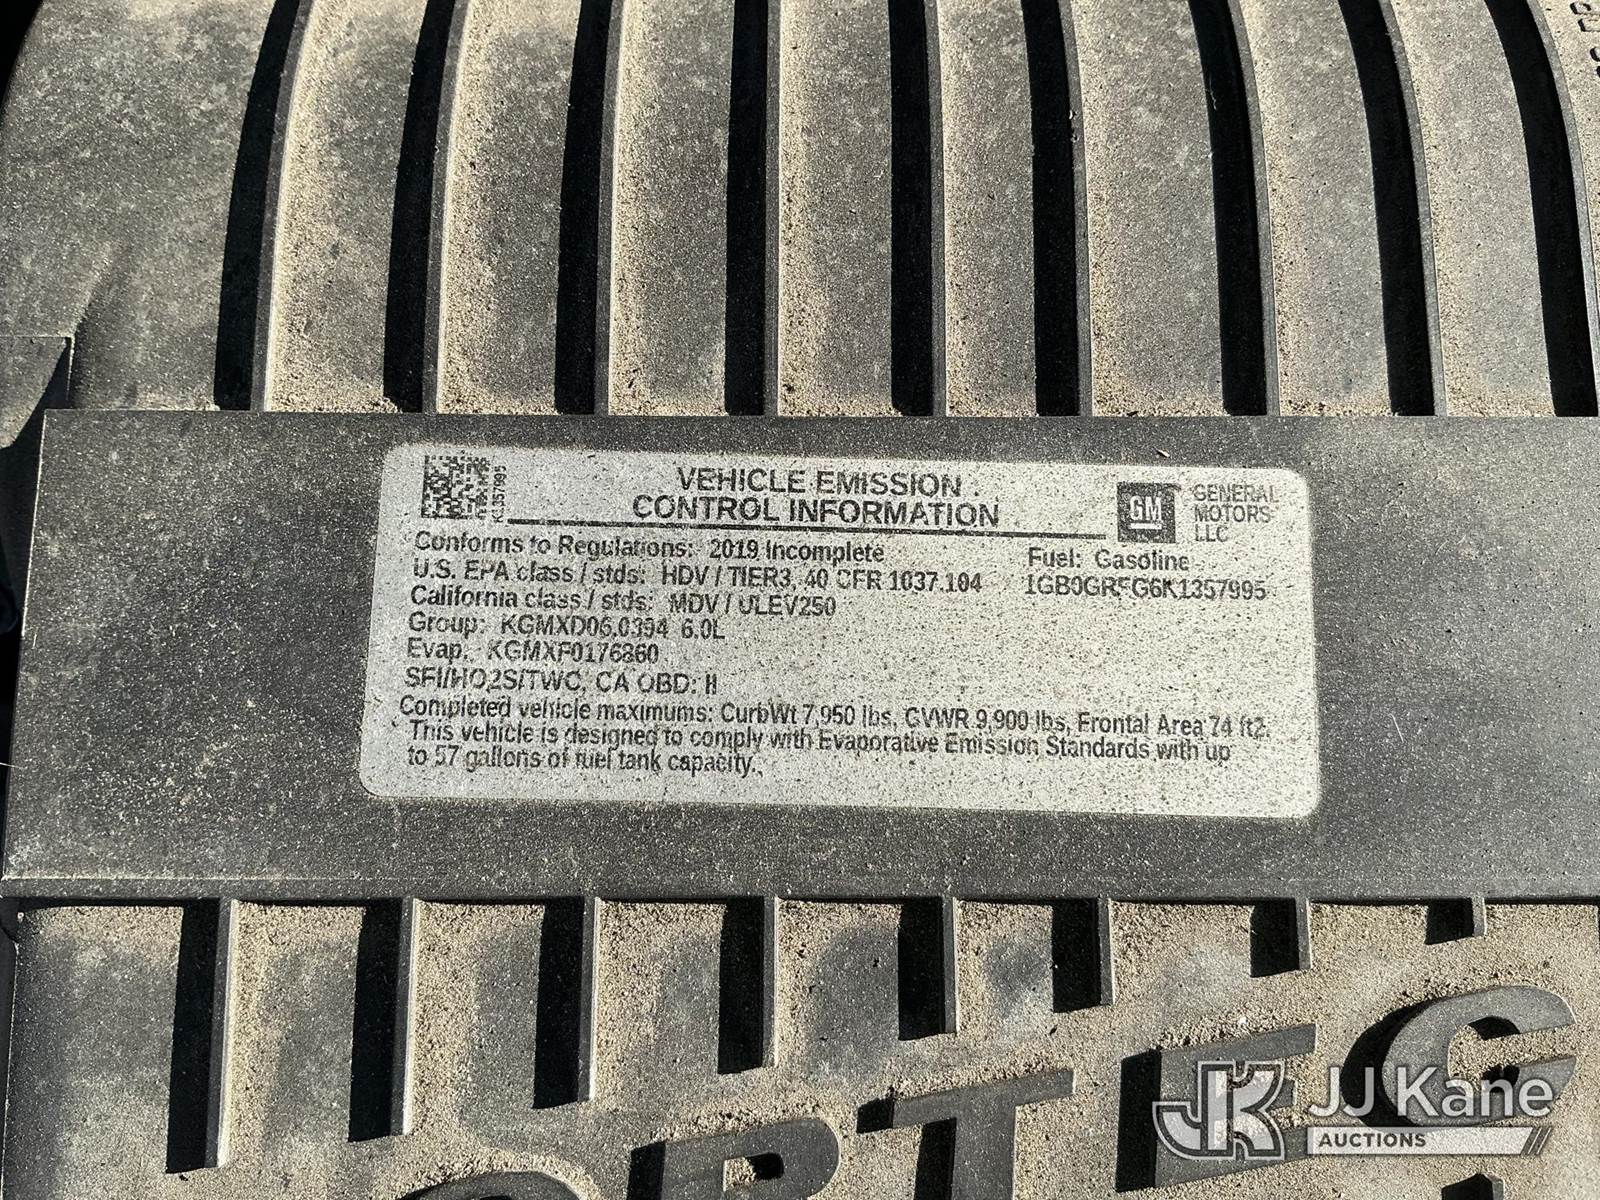 K1357995
VEHICLE EMISSION
CONTROL INFORMATION
GM
GENERAL
MOTORS
LLC
Conforms to Regulations: 2019 Incomplete
Fuel: Gasoline
U.S. EPA class / stds: HDV / TIER3, 40 CFR 1037.104
1GB0GRFG6K1357995
California class / stds: MDV / ULEV250
Group: KGMXD06.0394 6.0L
Evap. KGMXF0176860
SFI/HO2S/TWC, CA OBD: II
Completed vehicle maximums: CurbWt 7,950 lbs, GVWR 9,900 lbs, Frontal Area 74 ft2.
This vehicle is designed to comply with Evaporative Emission Standards with up
to 57 gallons of fuel tank capacity.
JJ Kane
AUCTIONS